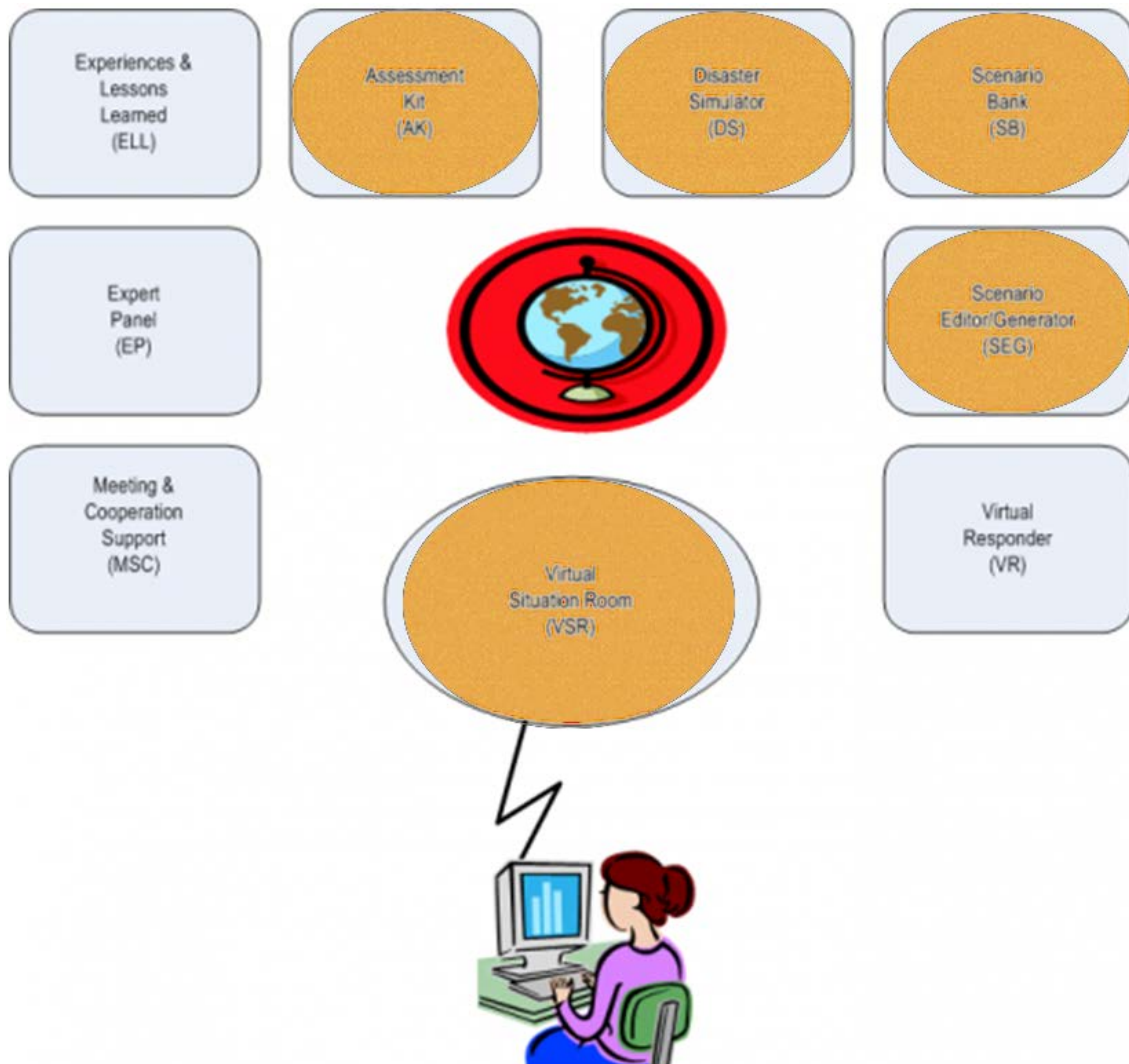 Experiences &
Lessons
Learned
(ELL)
Assessment
Kit
(AK)
Disaster
Simulator
(DS)
Scenario
Bank
(SB)
Expert
Panel
(EP)
Scenario
Editor/Generator
(SEG)
Meeting &
Cooperation
Support
(MSC)
Virtual
Situation Room
(VSR)
Virtual
Responder
(VR)